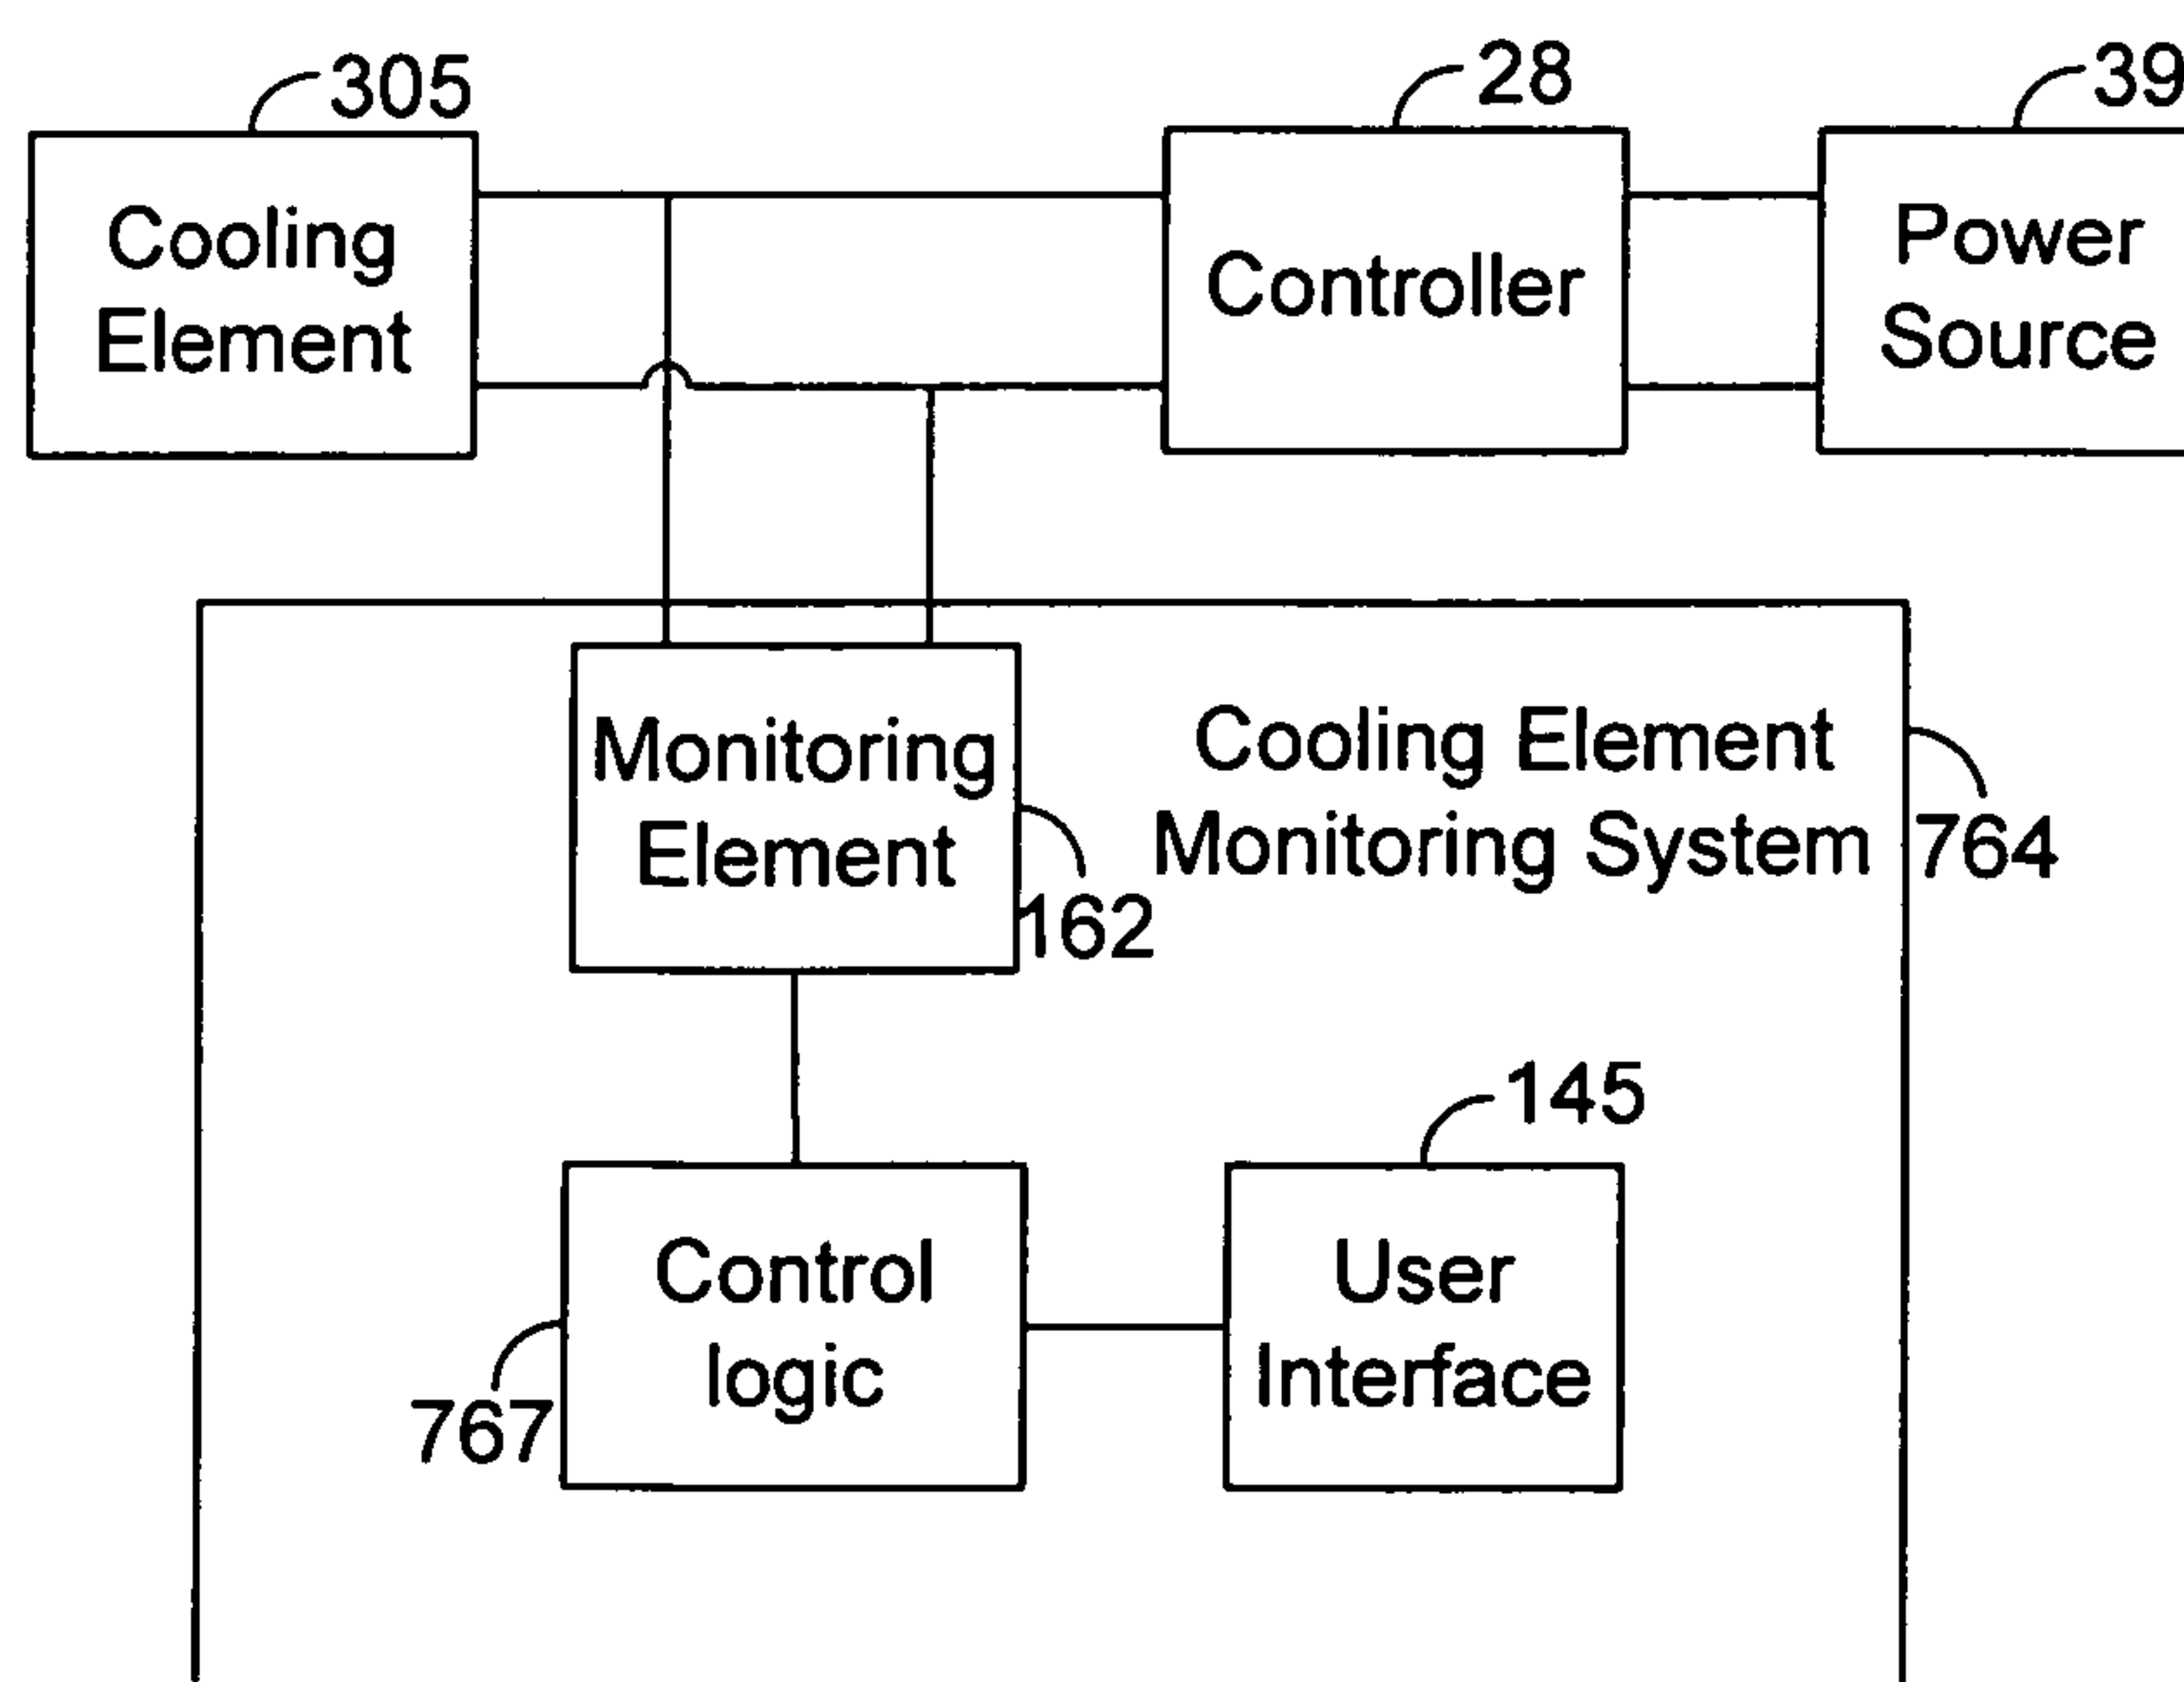 305
28
39
Cooling
Element
Controller
Power
Source
Monitoring
Element
162
Cooling Element
Monitoring System
764
145
Control
logic
767
User
Interface